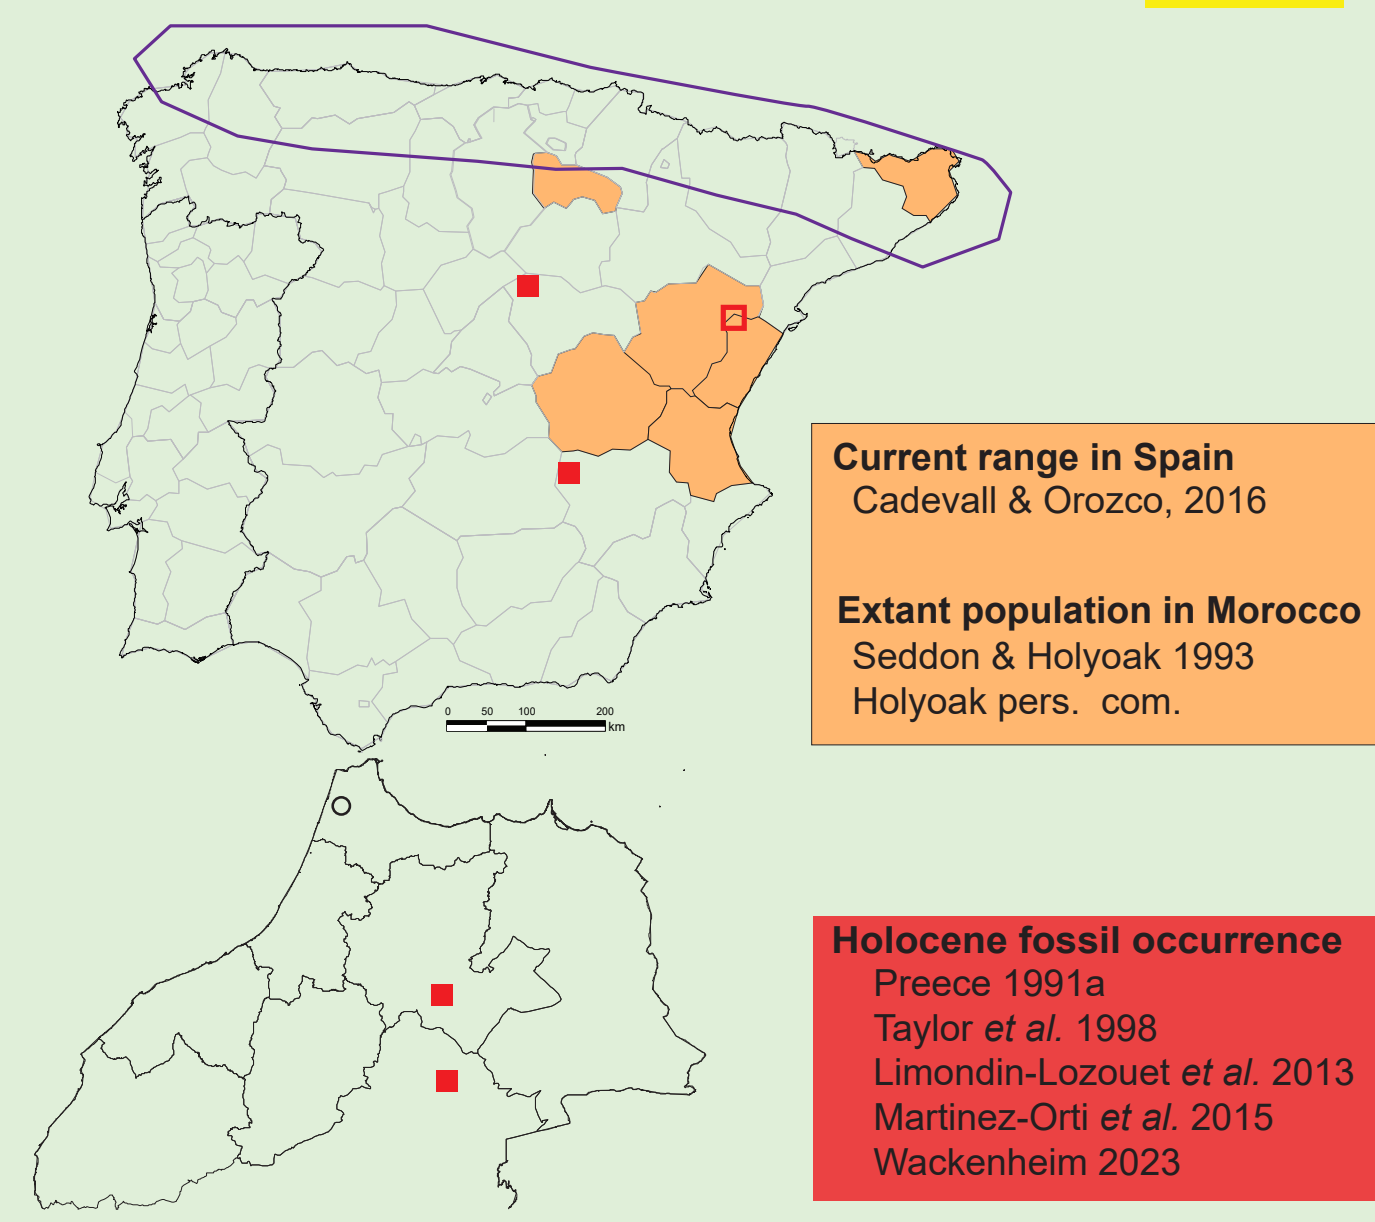 Current range in Spain
Cadevall & Orozco, 2016
Extant population in Morocco
Seddon & Holyoak 1993
Holyoak pers. com.
0 50 100 200
km
Holocene fossil occurrence
Preece 1991a
Taylor et al. 1998
Limondin-Lozouet et al. 2013
Martinez-Orti et al. 2015
Wackenheim 2023